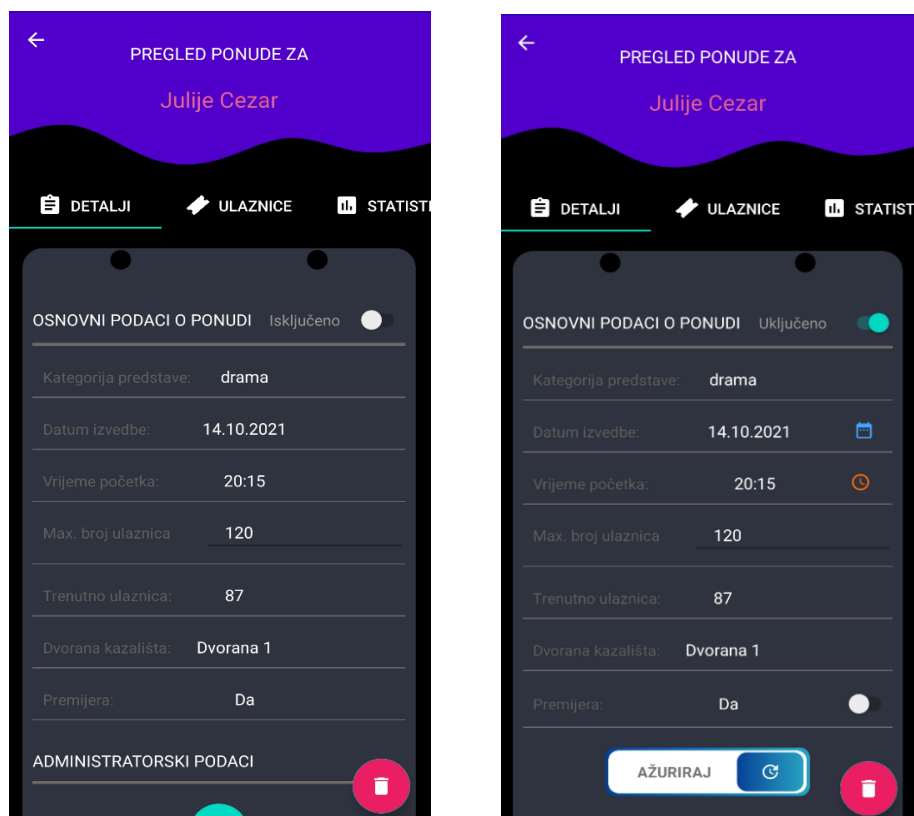 PREGLED PONUDE ZA
Julije Cezar
DETALJI ULAZNICE STATISTI
OSNOVNI PODACI O PONUDI Isključeno
Kategorija predstave: drama
Datum izvedbe: 14.10.2021
Vrijeme početka: 20:15
Max. broj ulaznica 120
Trenutno ulaznica: 87
Dvorana kazališta: Dvorana 1
Premijera: Da
ADMINISTRATORSKI PODACI
PREGLED PONUDE ZA
Julije Cezar
DETALJI ULAZNICE STATIST
OSNOVNI PODACI O PONUDI Uključeno
Kategorija predstave: drama
Datum izvedbe: 14.10.2021
Vrijeme početka: 20:15
Max. broj ulaznica 120
Trenutno ulaznica: 87
Dvorana kazališta: Dvorana 1
Premijera: Da
AŽURIRAJ